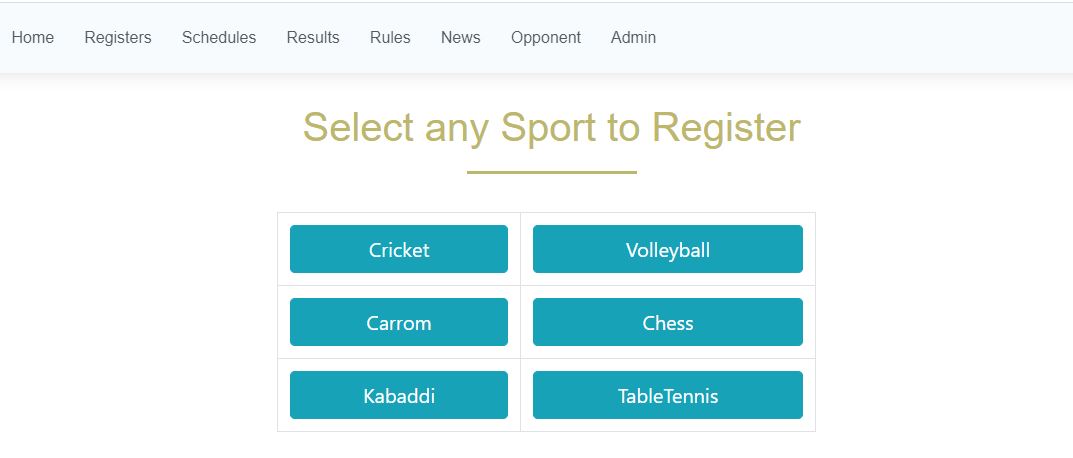 Home Registers Schedules Results Rules News Opponent Admin
Select any Sport to Register
Cricket Volleyball
Carrom Chess
Kabaddi TableTennis